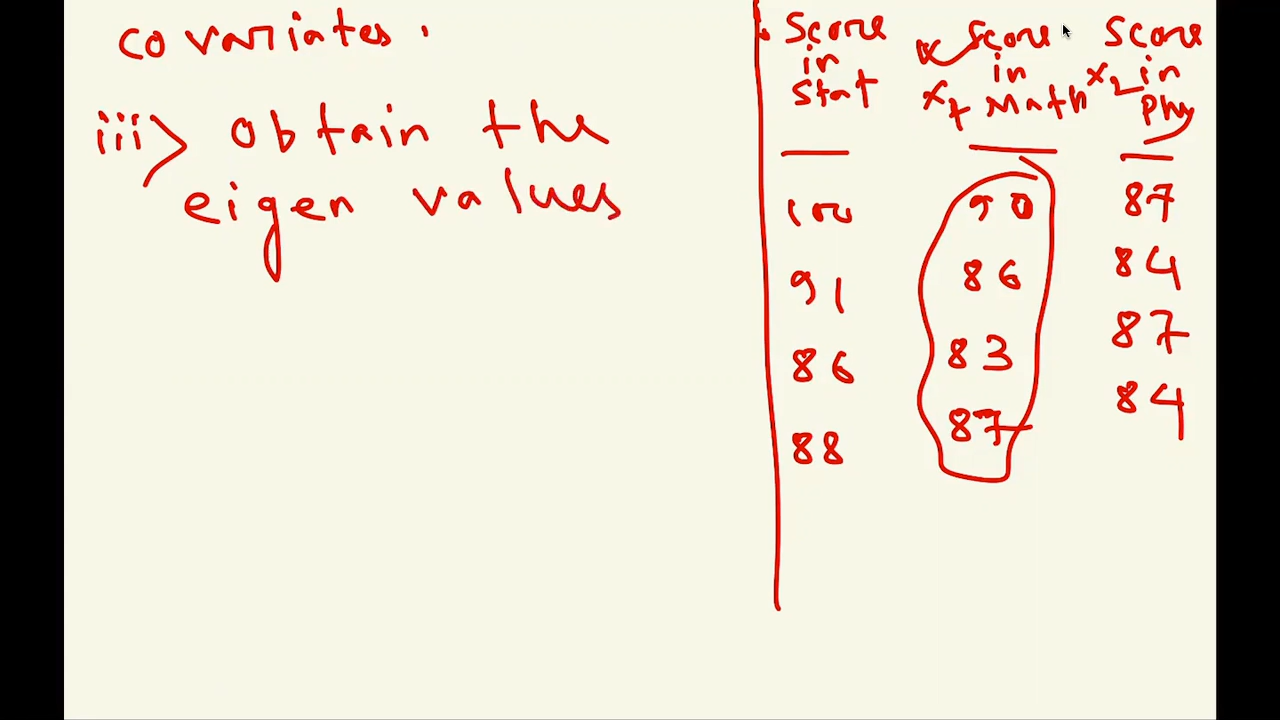 covariates.
iii> Obtain the
eigen values
Score in Stat
x1 Score in Math
x2 Score in Phy
100 90 87
91 86 84
86 83 87
88 87 84